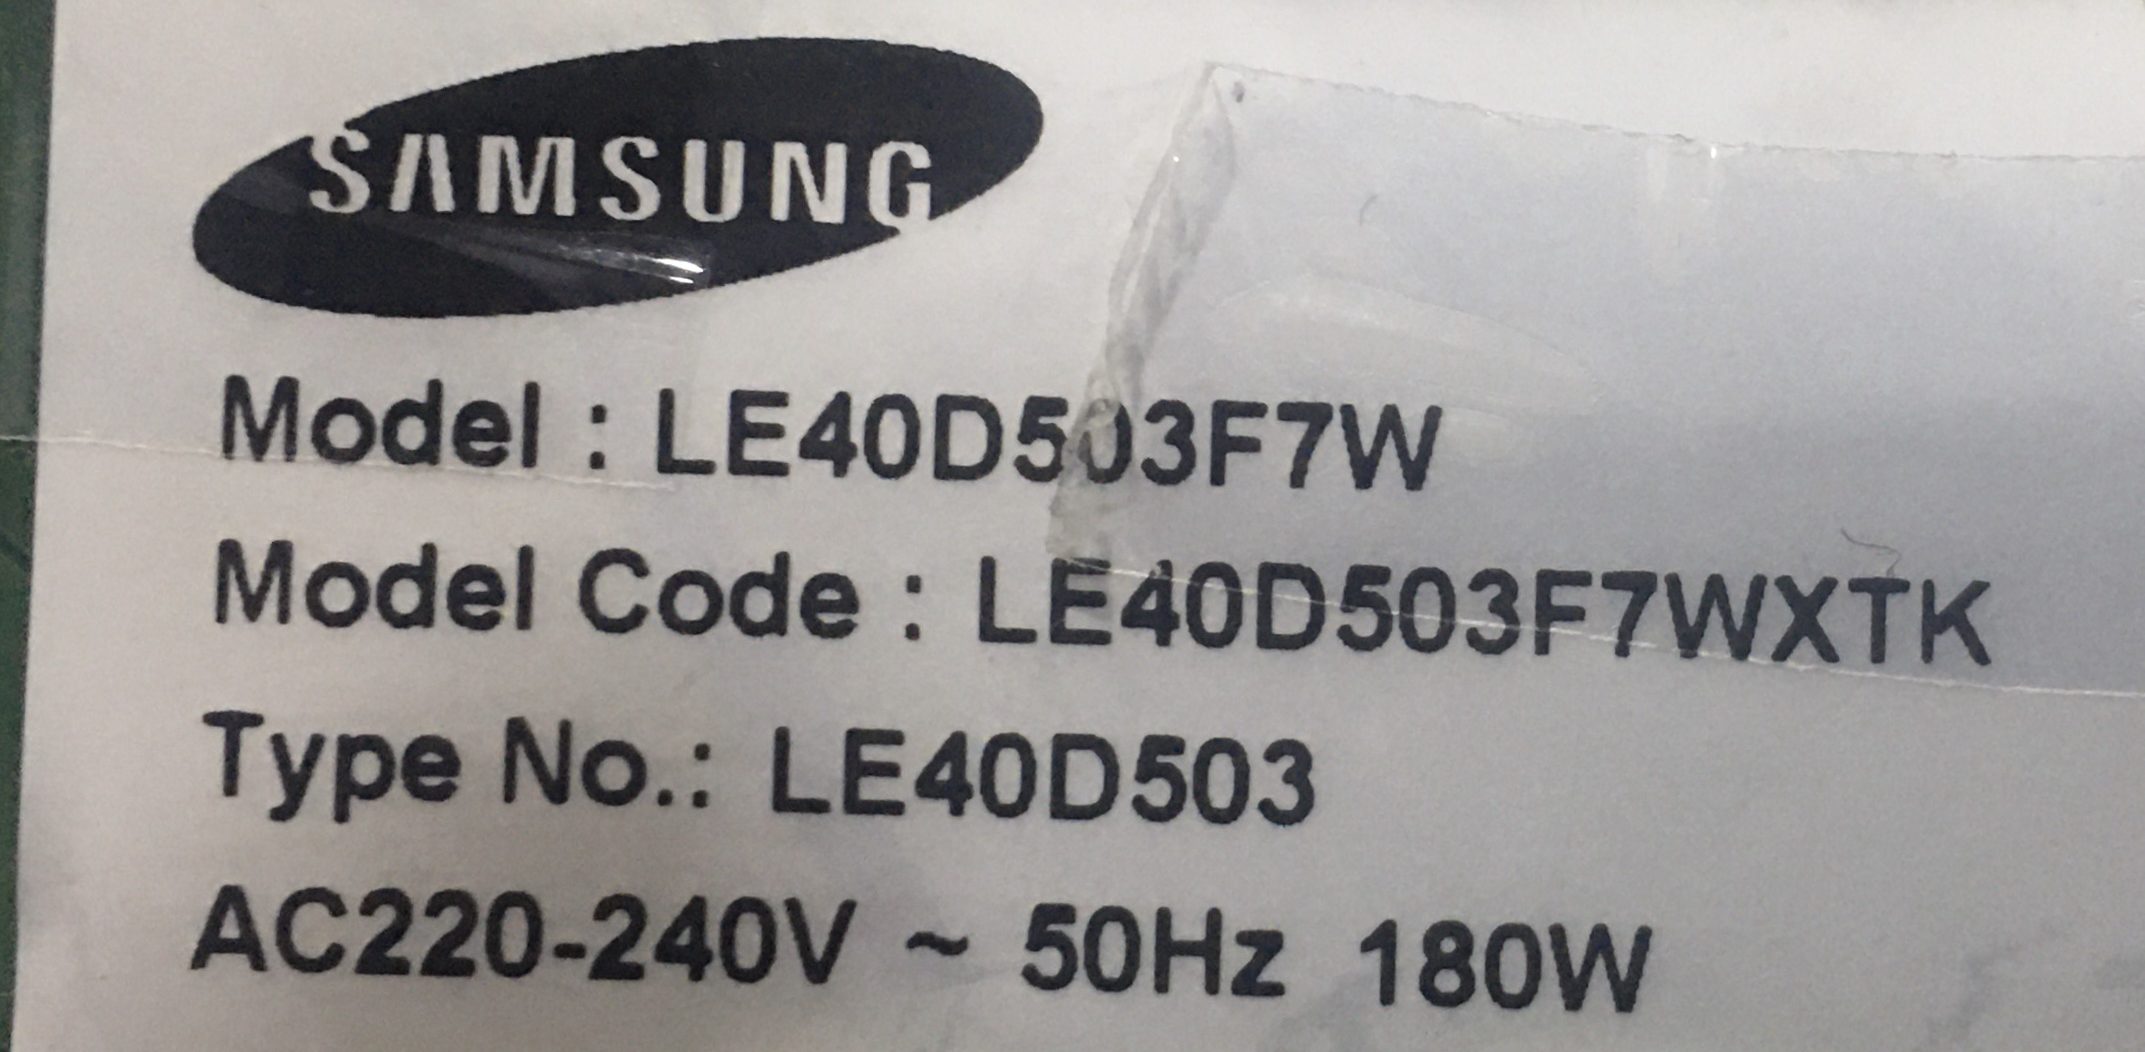 SAMSUNG
Model : LE40D503F7W
Model Code : LE40D503F7WXTK
Type No.: LE40D503
AC220-240V ~ 50Hz 180W